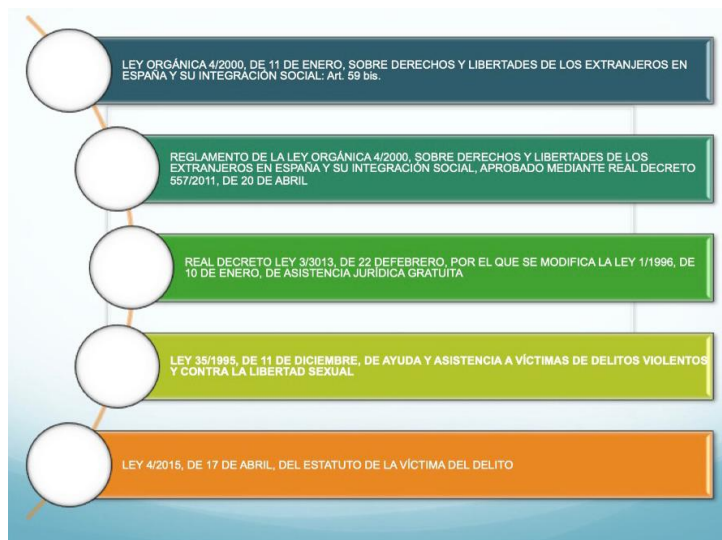 LEY ORGÁNICA 4/2000, DE 11 DE ENERO, SOBRE DERECHOS Y LIBERTADES DE LOS EXTRANJEROS EN
ESPAÑA Y SU INTEGRACIÓN SOCIAL: Art. 59 bis.
REGLAMENTO DE LA LEY ORGÁNICA 4/2000, SOBRE DERECHOS Y LIBERTADES DE LOS
EXTRANJEROS EN ESPAÑA Y SU INTEGRACIÓN SOCIAL, APROBADO MEDIANTE REAL DECRETO
557/2011, DE 20 DE ABRIL
REAL DECRETO LEY 3/3013, DE 22 DEFEBRERO, POR EL QUE SE MODIFICA LA LEY 1/1996, DE
10 DE ENERO, DE ASISTENCIA JURÍDICA GRATUITA
LEY 35/1995, DE 11 DE DICIEMBRE, DE AYUDA Y ASISTENCIA A VÍCTIMAS DE DELITOS VIOLENTOS
Y CONTRA LA LIBERTAD SEXUAL
LEY 4/2015, DE 17 DE ABRIL, DEL ESTATUTO DE LA VÍCTIMA DEL DELITO